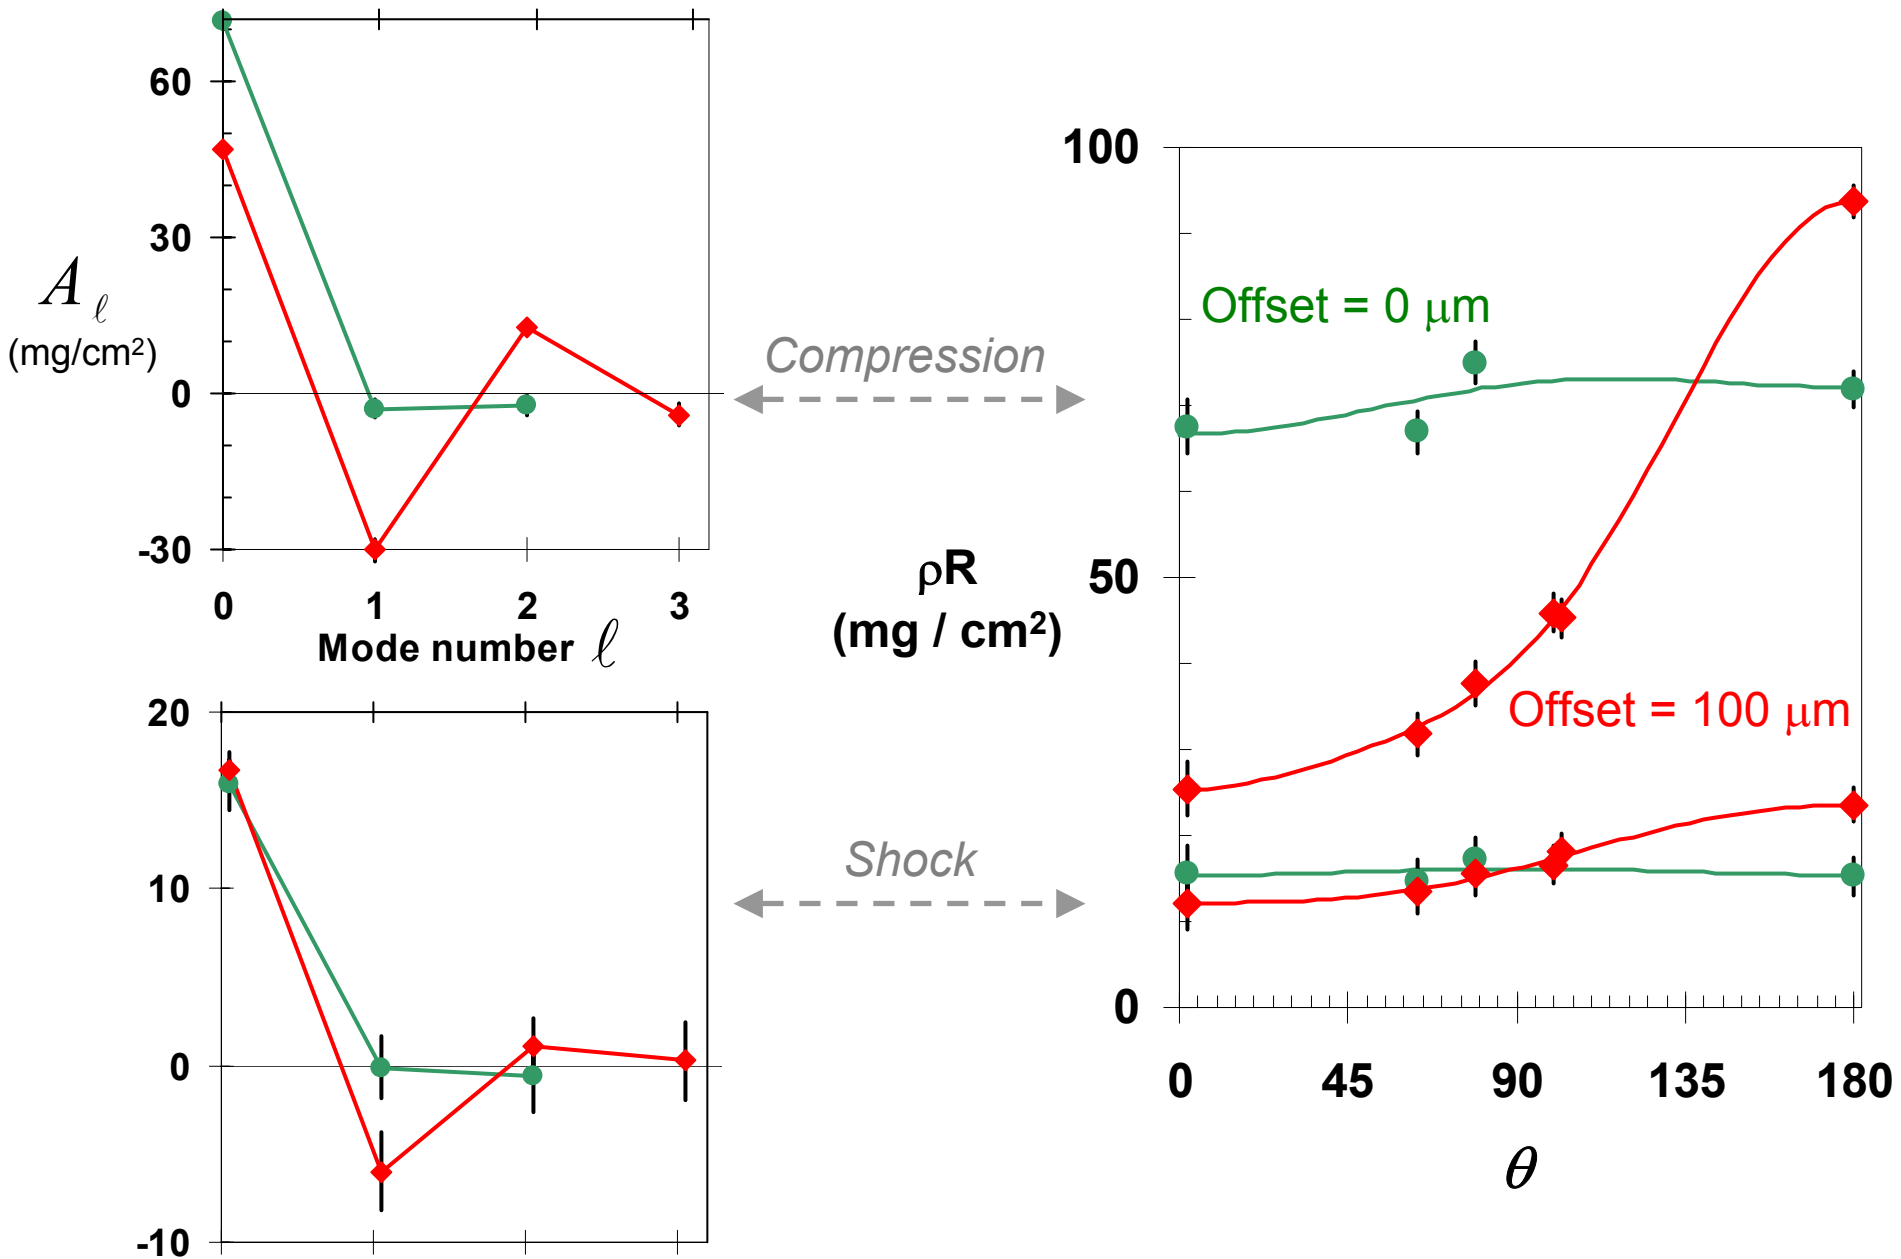 60
30
0
-30
A ℓ
(mg/cm²)
0 1 2 3
Mode number ℓ
20
10
0
-10
Compression
ρR
(mg / cm²)
Shock
100
50
0
Offset = 0 μm
Offset = 100 μm
0 45 90 135 180
θ